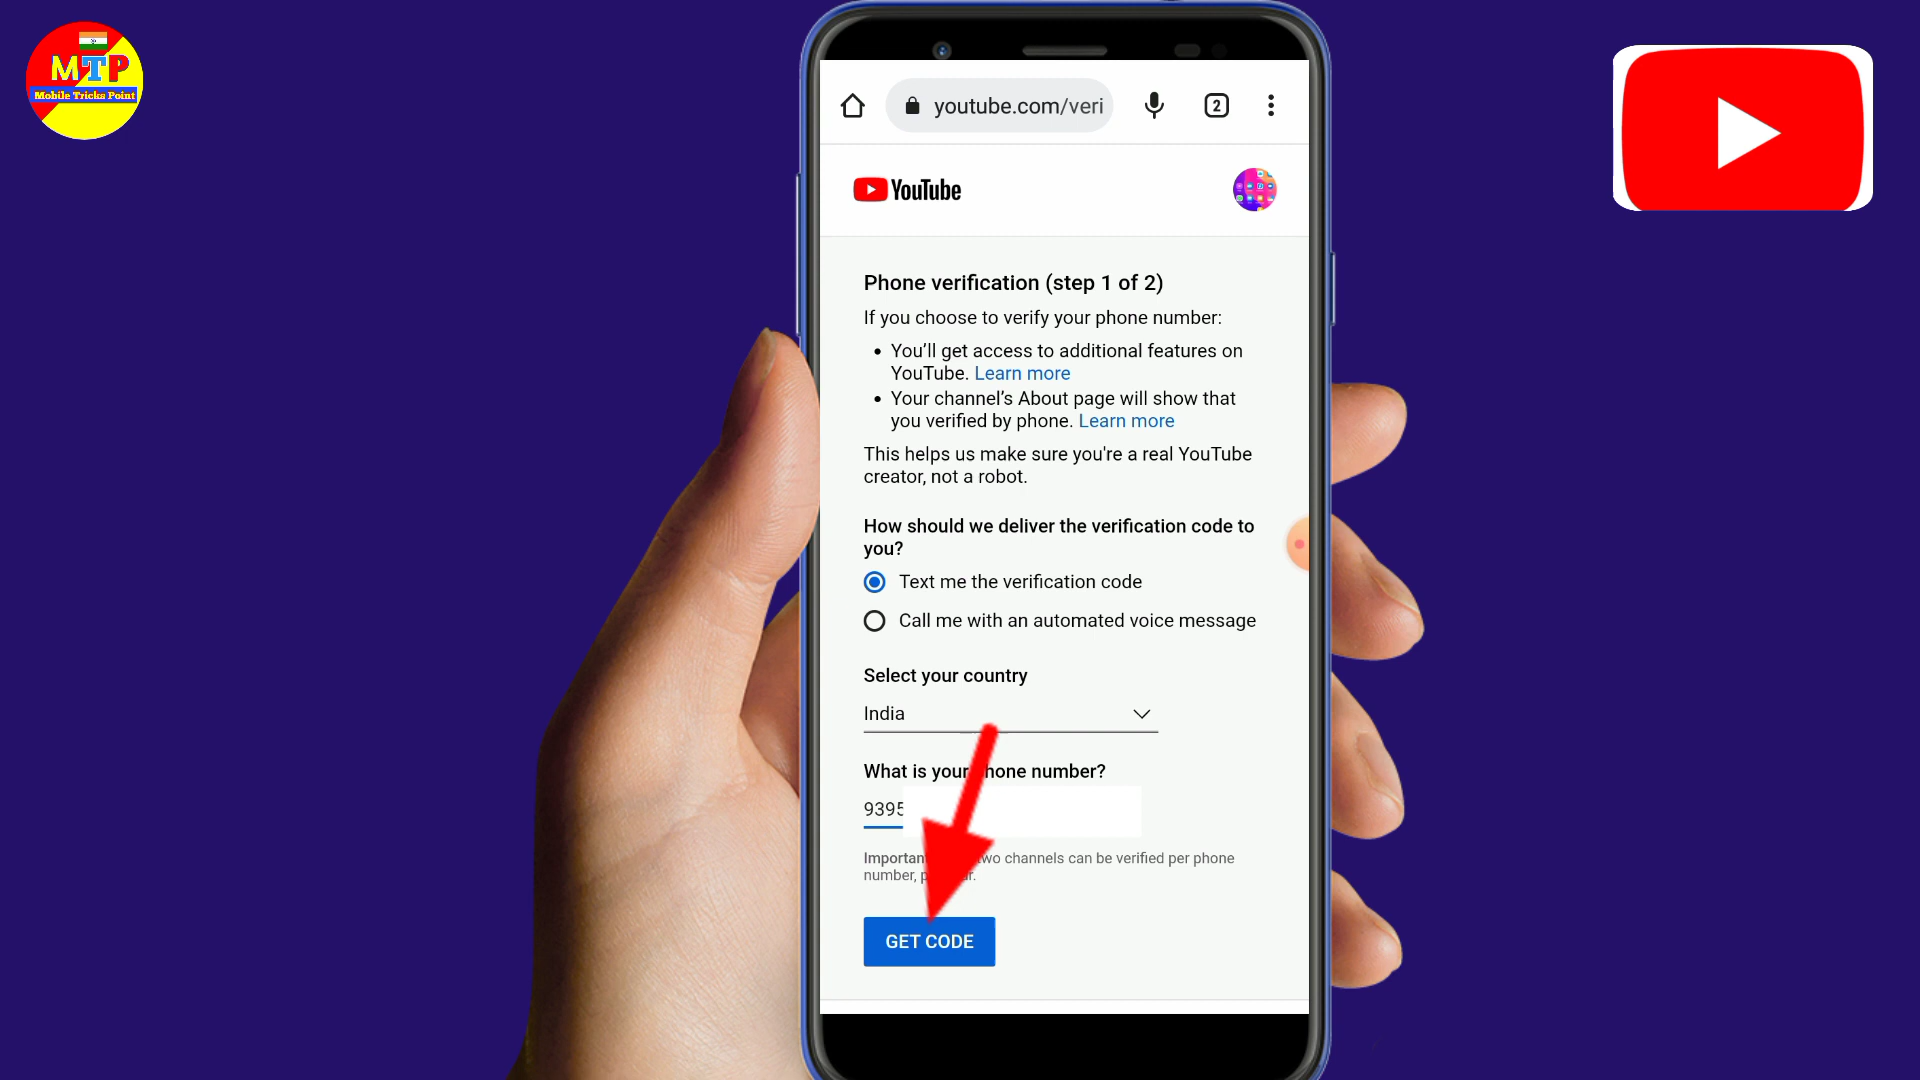 MTP
Mobile Tricks Point
youtube.com/veri
2
YouTube
Phone verification (step 1 of 2)
If you choose to verify your phone number:
• You’ll get access to additional features on
YouTube. Learn more
• Your channel’s About page will show that
you verified by phone. Learn more
This helps us make sure you're a real YouTube
creator, not a robot.
How should we deliver the verification code to
you?
Text me the verification code
Call me with an automated voice message
Select your country
India
What is your phone number?
9395
Important two channels can be verified per phone
number,
GET CODE